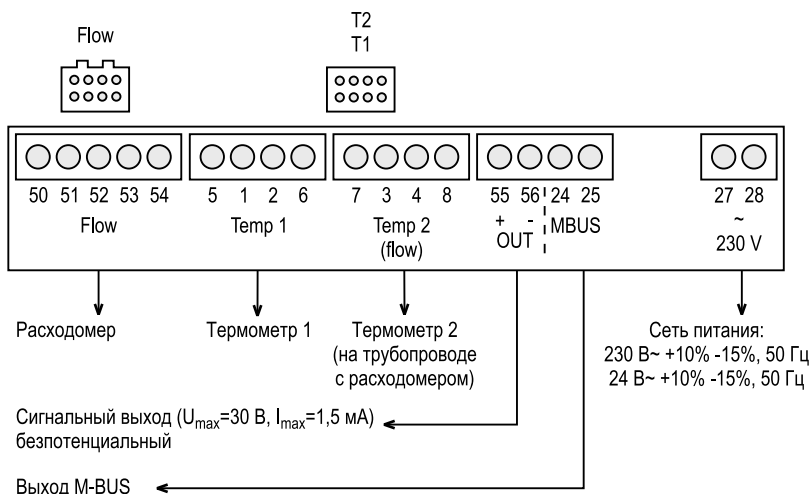 Flow
T2
T1
50 51 52 53 54
5 1 2 6
7 3 4 8
55 56 24 25
27 28
Flow
Temp 1
Temp 2
(flow)
+ -
OUT
MBUS
~
230 V
Расходомер
Термометр 1
Термометр 2
(на трубопроводе
с расходомером)
Сеть питания:
230 В~ +10% -15%, 50 Гц
24 В~ +10% -15%, 50 Гц
Сигнальный выход (Umax=30 В, Imax=1,5 мА)
безпотенциальный
Выход M-BUS